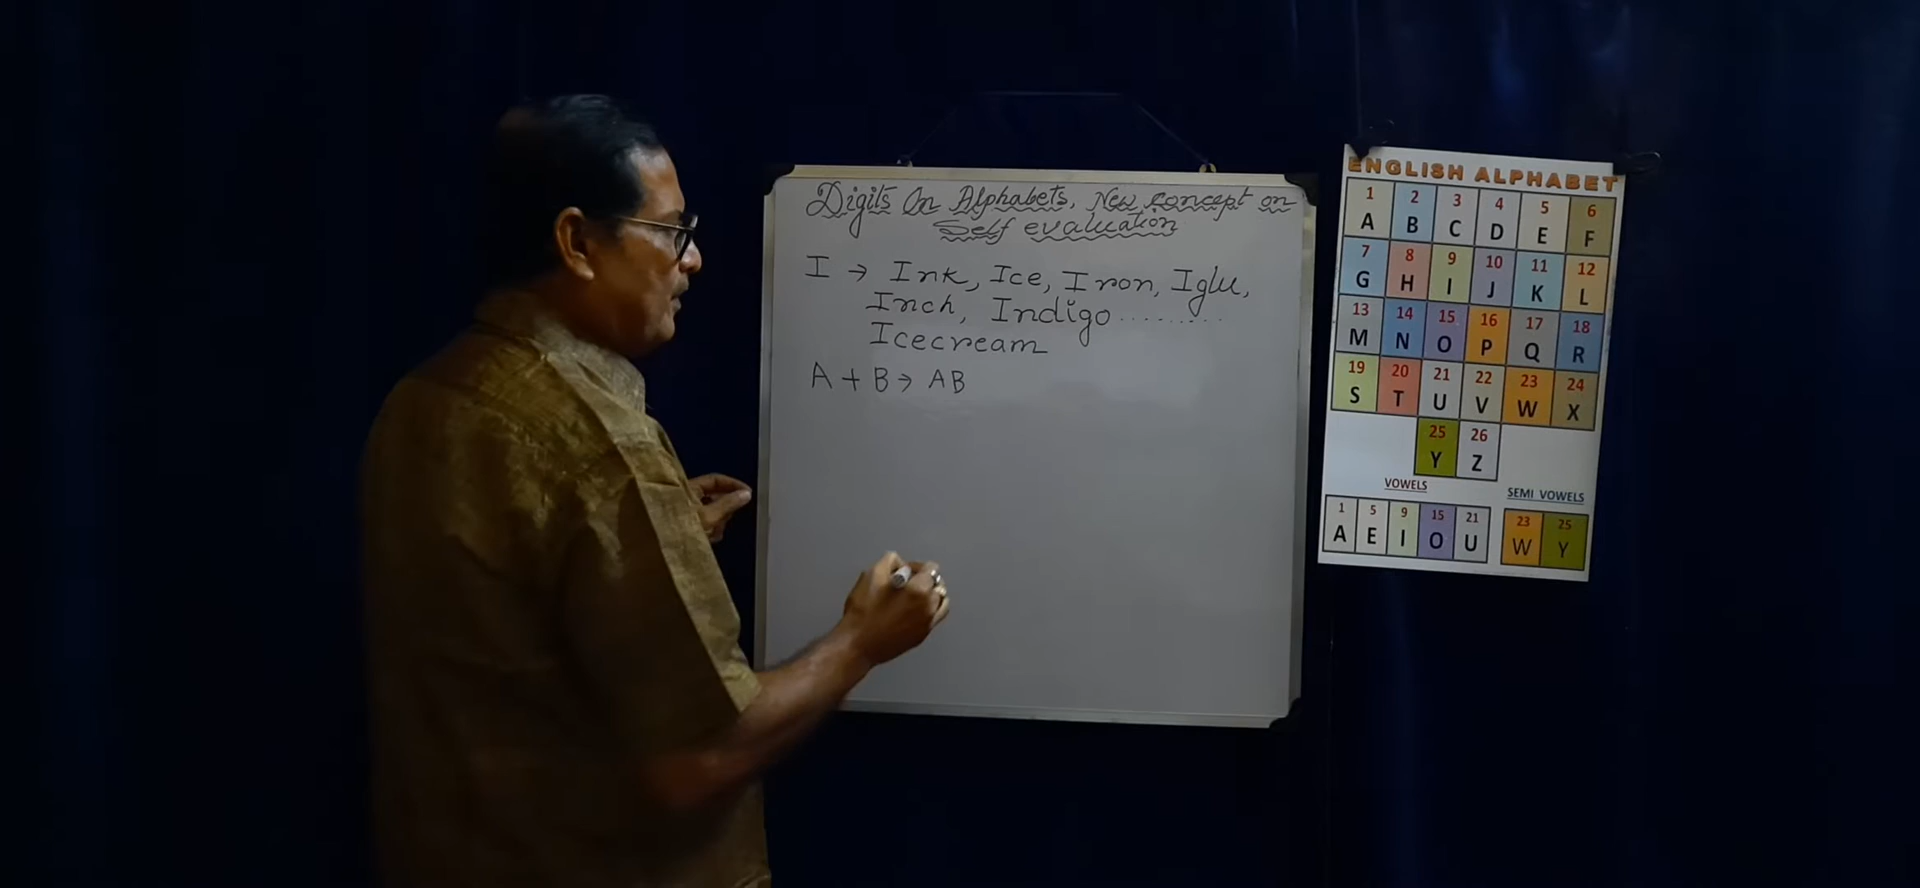 Digits In Alphabets, New concept on
Self evaluation
I → Ink, Ice, Iron, Iglu,
Inch, Indigo .........
Icecream
A + B → AB
ENGLISH ALPHABET
1 2 3 4 5 6
A B C D E F
7 8 9 10 11 12
G H I J K L
13 14 15 16 17 18
M N O P Q R
19 20 21 22 23 24
S T U V W X
25 26
Y Z
VOWELS
1 5 9 15 21
A E I O U
SEMI VOWELS
23 25
W Y